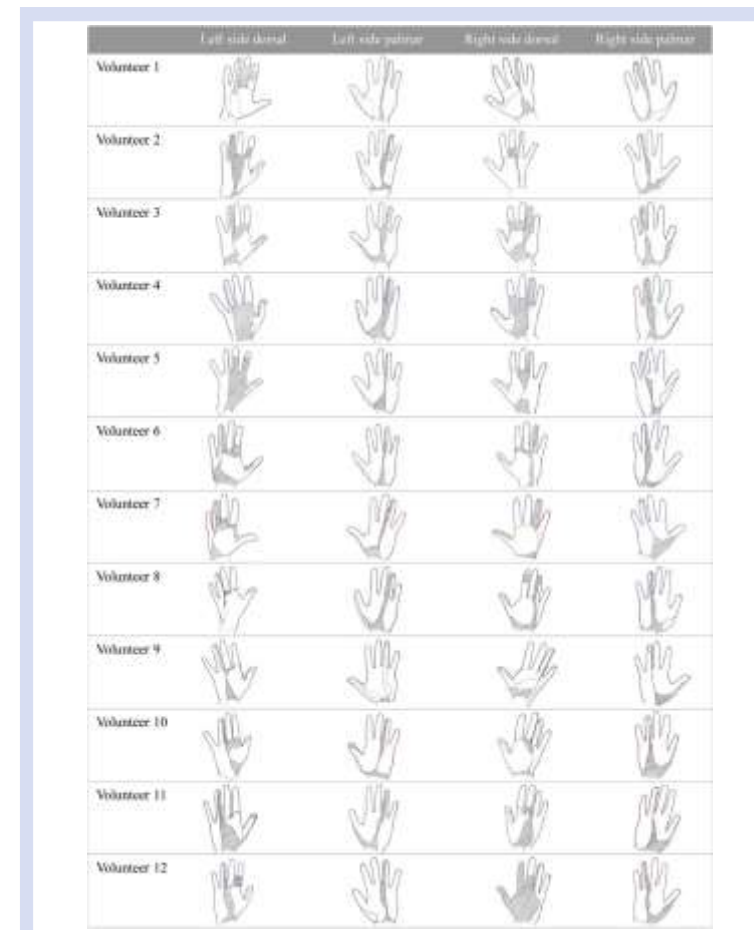 Left side dorsal Left side palmar Right side dorsal Right side palmar
Volunteer 1
Volunteer 2
Volunteer 3
Volunteer 4
Volunteer 5
Volunteer 6
Volunteer 7
Volunteer 8
Volunteer 9
Volunteer 10
Volunteer 11
Volunteer 12